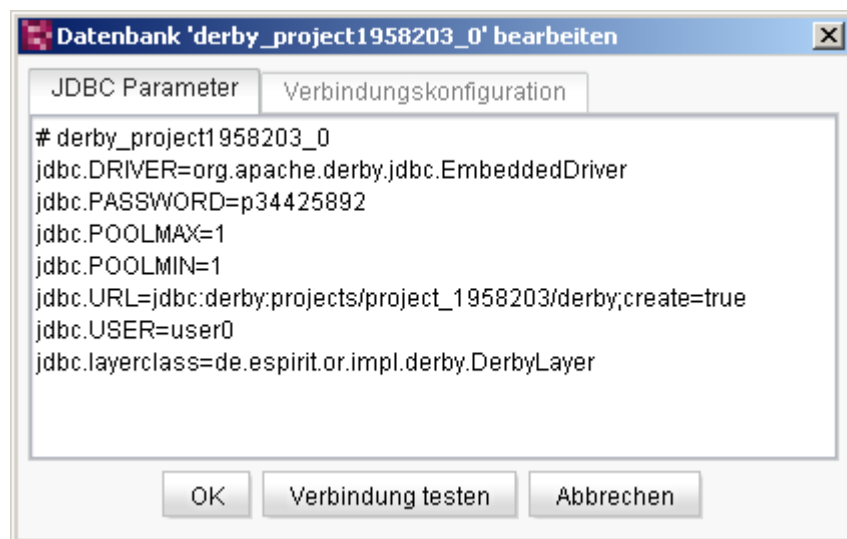 Datenbank 'derby_project1958203_0' bearbeiten
JDBC Parameter Verbindungskonfiguration
# derby_project1958203_0
jdbc.DRIVER=org.apache.derby.jdbc.EmbeddedDriver
jdbc.PASSWORD=p34425892
jdbc.POOLMAX=1
jdbc.POOLMIN=1
jdbc.URL=jdbc:derby:projects/project_1958203/derby;create=true
jdbc.USER=user0
jdbc.layerclass=de.espirit.or.impl.derby.DerbyLayer
OK Verbindung testen Abbrechen